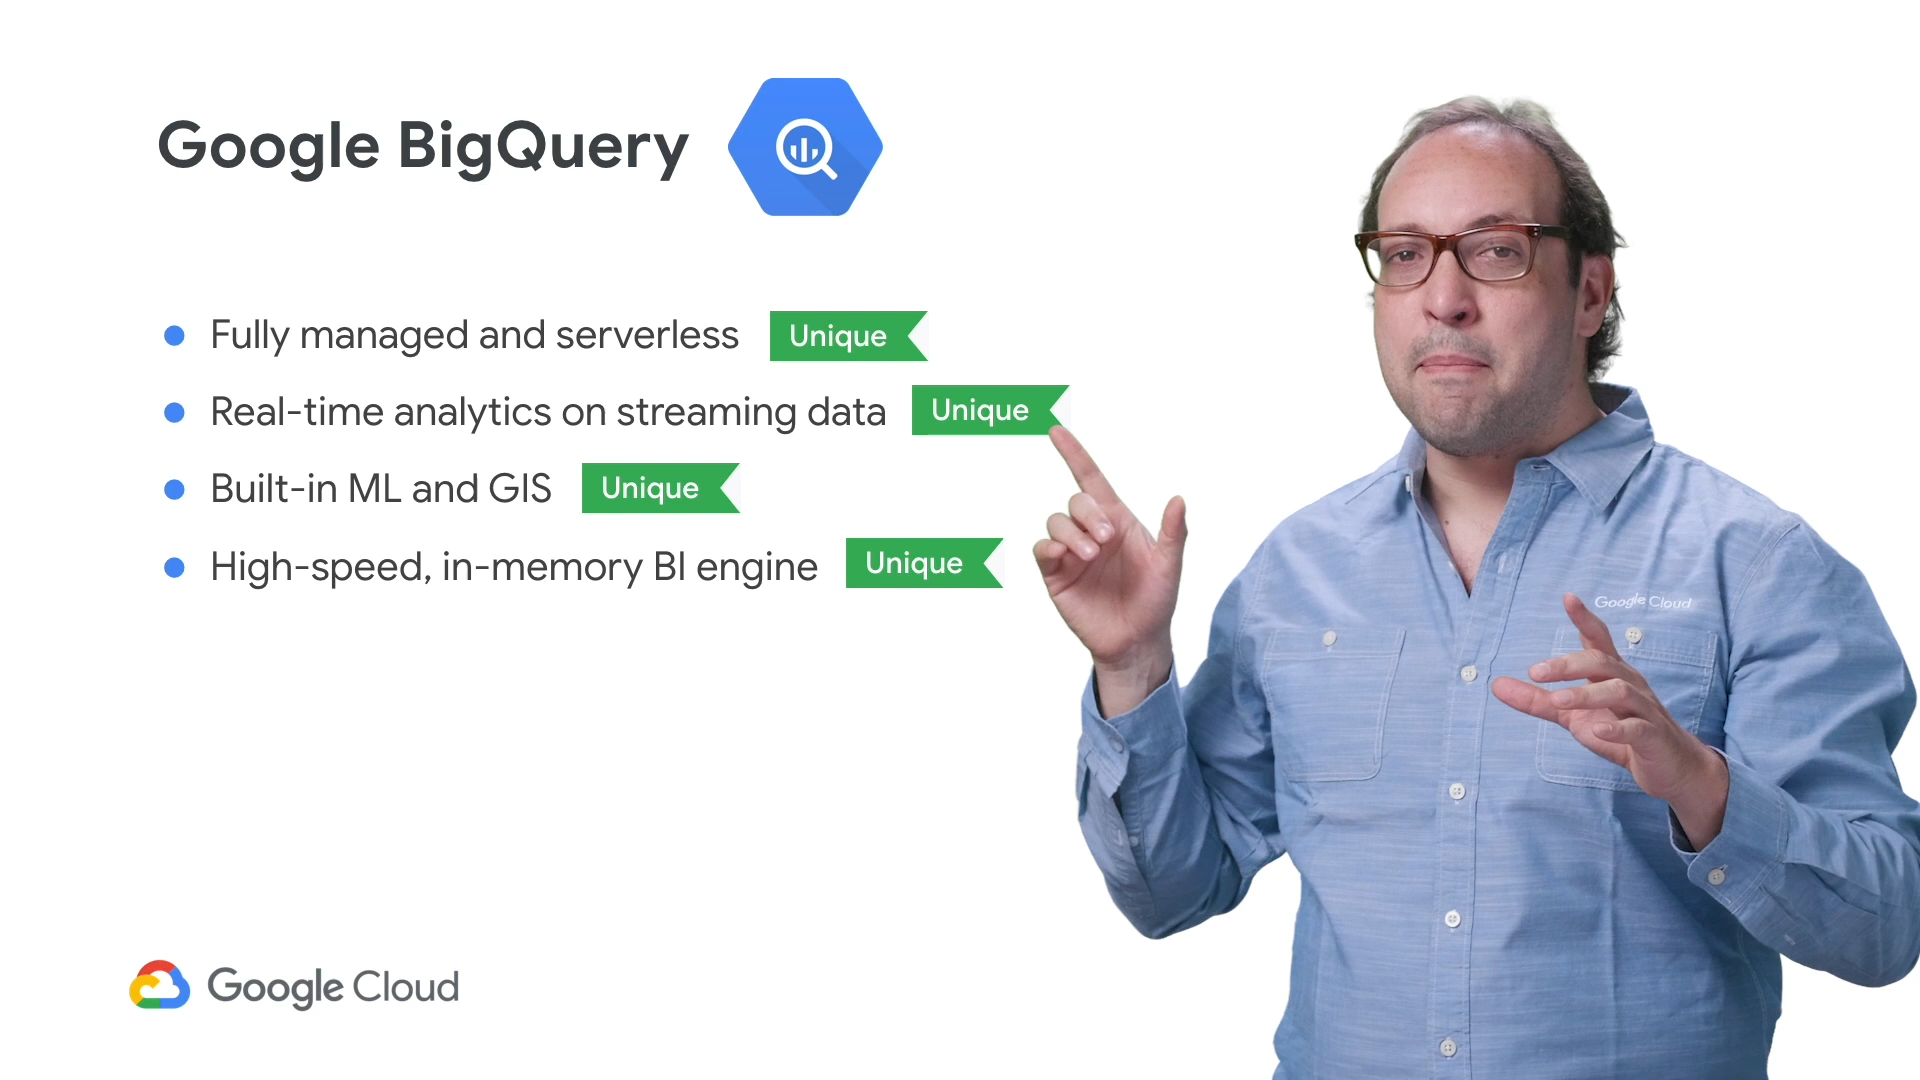 Google BigQuery
Fully managed and serverless Unique
Real-time analytics on streaming data Unique
Built-in ML and GIS Unique
High-speed, in-memory BI engine Unique
Google Cloud
Google Cloud